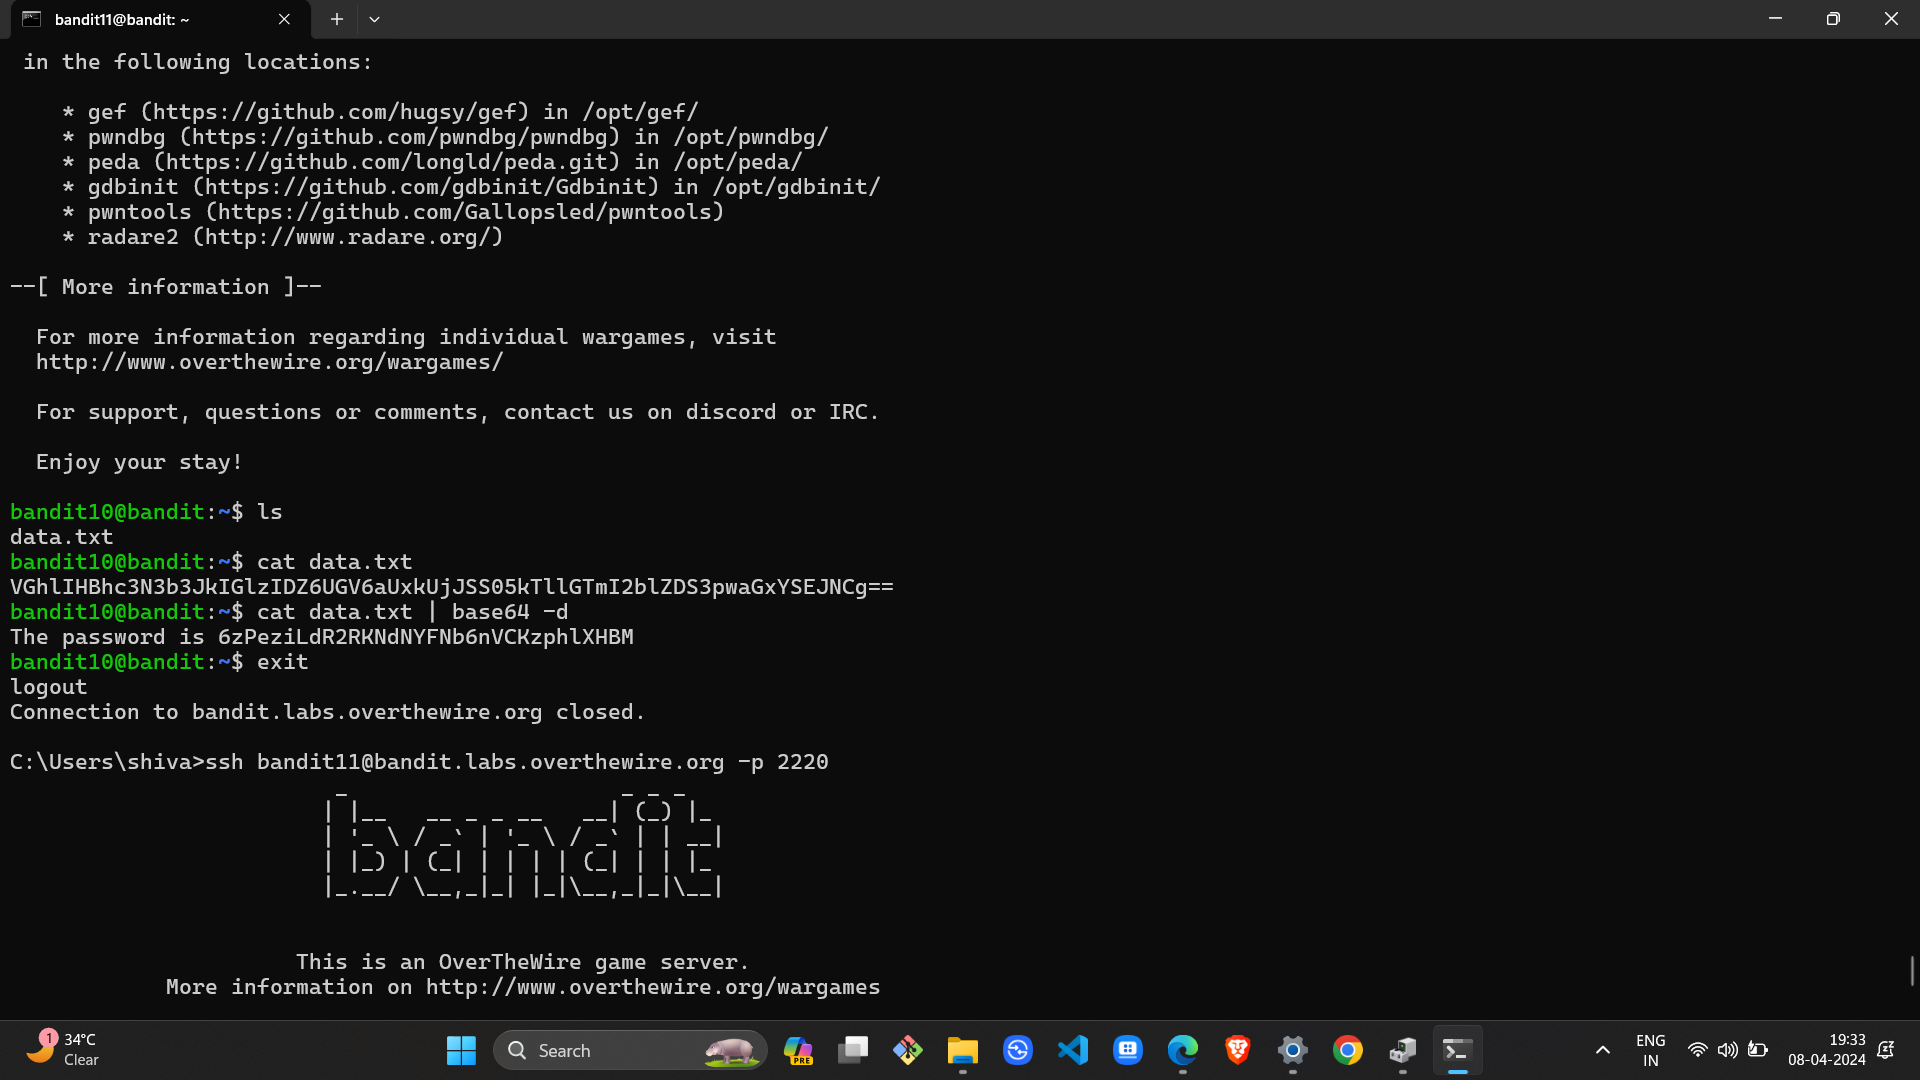 bandit11@bandit: ~
in the following locations:
* gef (https://github.com/hugsy/gef) in /opt/gef/
* pwndbg (https://github.com/pwndbg/pwndbg) in /opt/pwndbg/
* peda (https://github.com/longld/peda.git) in /opt/peda/
* gdbinit (https://github.com/gdbinit/Gdbinit) in /opt/gdbinit/
* pwntools (https://github.com/Gallopsled/pwntools)
* radare2 (http://www.radare.org/)
--[ More information ]--
For more information regarding individual wargames, visit
http://www.overthewire.org/wargames/
For support, questions or comments, contact us on discord or IRC.
Enjoy your stay!
bandit10@bandit:~$ ls
data.txt
bandit10@bandit:~$ cat data.txt
VGhlIHBhc3N3b3JkIGlzIDZ6UGV6aUxkUjJSS05kTllGTmI2blZDS3pwaGxYSEJNCg==
bandit10@bandit:~$ cat data.txt | base64 -d
The password is 6zPeziLdR2RKNdNYFNb6nVCKzphlXHBM
bandit10@bandit:~$ exit
logout
Connection to bandit.labs.overthewire.org closed.
C:\Users\shiva>ssh bandit11@bandit.labs.overthewire.org -p 2220
bandit
This is an OverTheWire game server.
More information on http://www.overthewire.org/wargames
1
34°C
Clear
Search
PRE
ENG
IN
19:33
08-04-2024